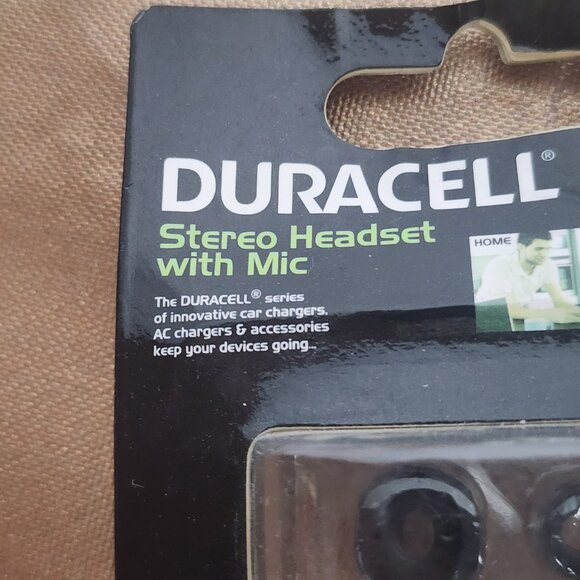 DURACELL®
Stereo Headset
with Mic
HOME
The DURACELL® series
of innovative car chargers,
AC chargers & accessories
keep your devices going...